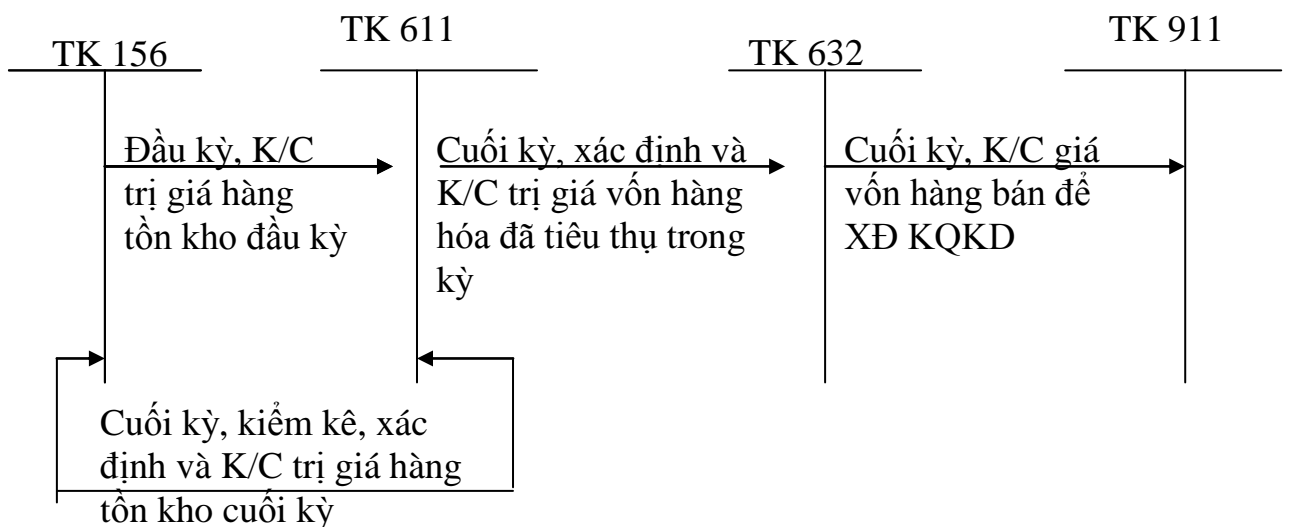 TK 156
TK 611
TK 632
TK 911
Đầu kỳ, K/C
trị giá hàng
tồn kho đầu kỳ
Cuối kỳ, xác định và
K/C trị giá vốn hàng
hóa đã tiêu thụ trong
kỳ
Cuối kỳ, K/C giá
vốn hàng bán để
XĐ KQKD
Cuối kỳ, kiểm kê, xác
định và K/C trị giá hàng
tồn kho cuối kỳ